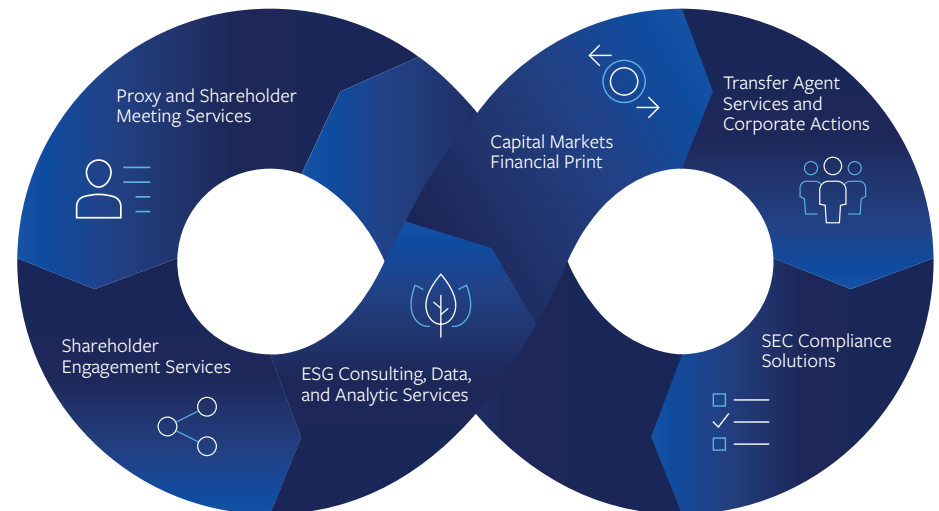 Proxy and Shareholder
Meeting Services
Capital Markets
Financial Print
Transfer Agent
Services and
Corporate Actions
Shareholder
Engagement Services
ESG Consulting, Data,
and Analytic Services
SEC Compliance
Solutions